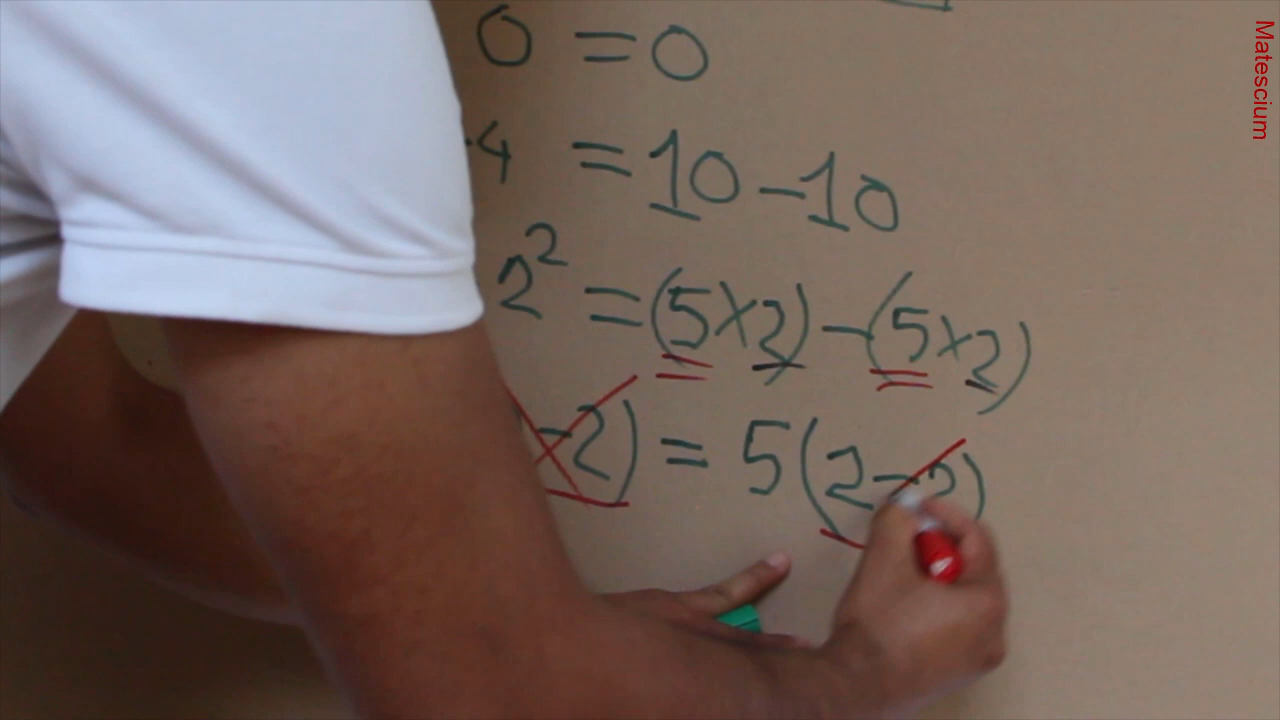 0 = 0
·4 = 10 - 10
2² = (5×2) - (5×2)
-2) = 5(2-2)
Matescium